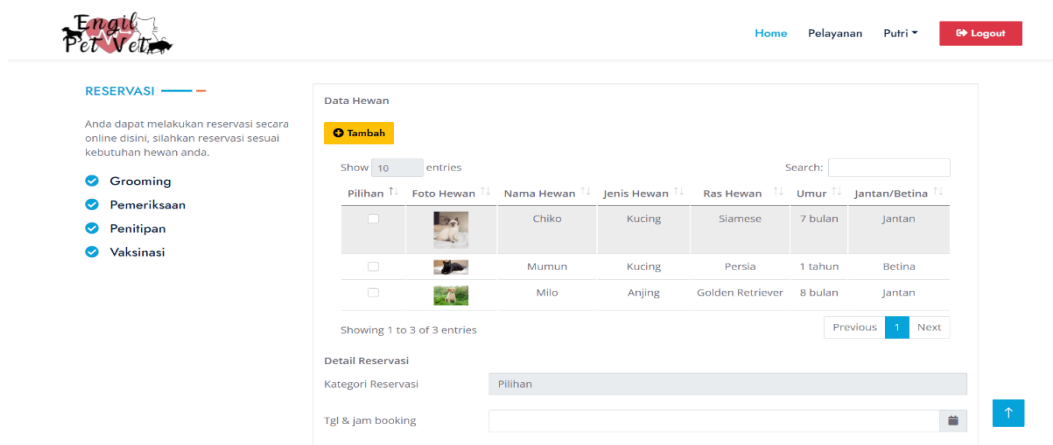 Engil
Pet Vet
Home Pelayanan Putri Logout
RESERVASI
Anda dapat melakukan reservasi secara
online disini, silahkan reservasi sesuai
kebutuhan hewan anda.
Grooming
Pemeriksaan
Penitipan
Vaksinasi
Data Hewan
Tambah
Show 10 entries Search:
Pilihan Foto Hewan Nama Hewan Jenis Hewan Ras Hewan Umur Jantan/Betina
Chiko Kucing Siamese 7 bulan Jantan
Mumun Kucing Persia 1 tahun Betina
Milo Anjing Golden Retriever 8 bulan Jantan
Showing 1 to 3 of 3 entries Previous 1 Next
Detail Reservasi
Kategori Reservasi Pilihan
Tgl & jam booking